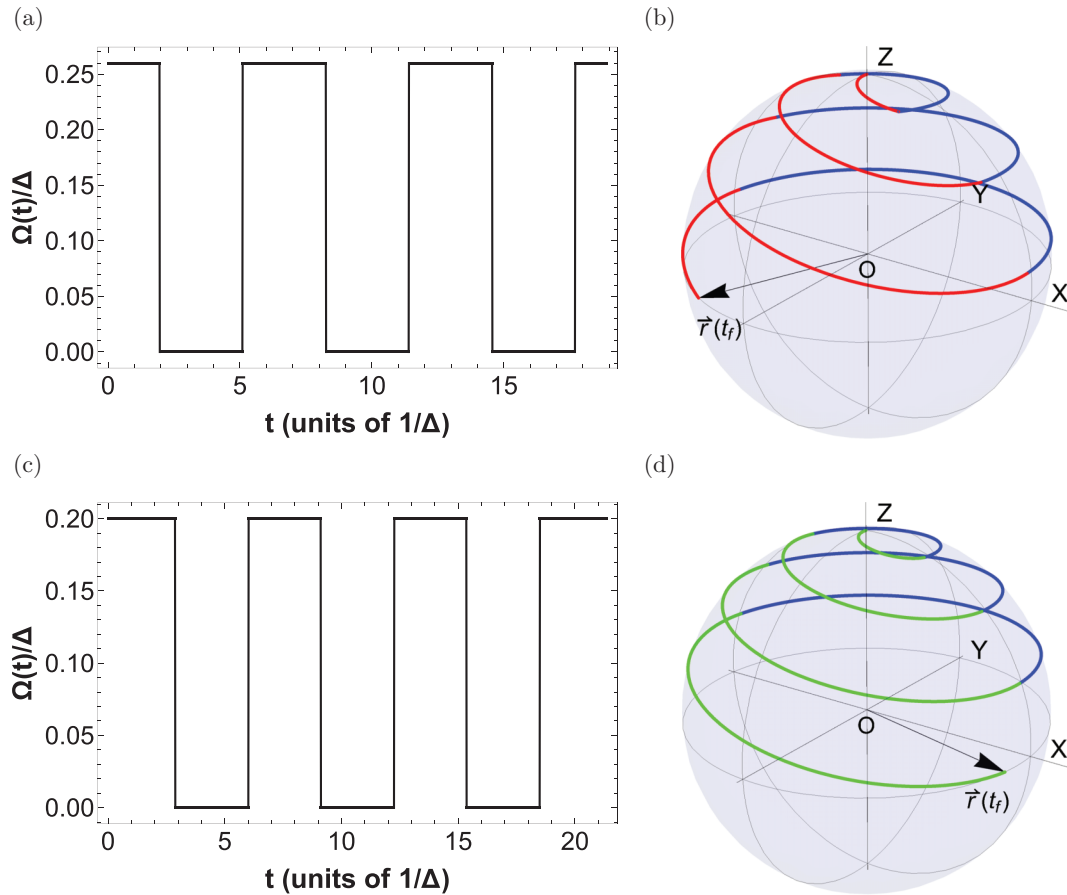 (a)
0.25
0.20
0.15
0.10
0.05
0.00
Ω(t)/Δ
0 5 10 15
t (units of 1/Δ)
(b)
Z
Y
O
X
r⃗(t_f)
(c)
0.20
0.15
0.10
0.05
0.00
Ω(t)/Δ
0 5 10 15 20
t (units of 1/Δ)
(d)
Z
Y
O
X
r⃗(t_f)